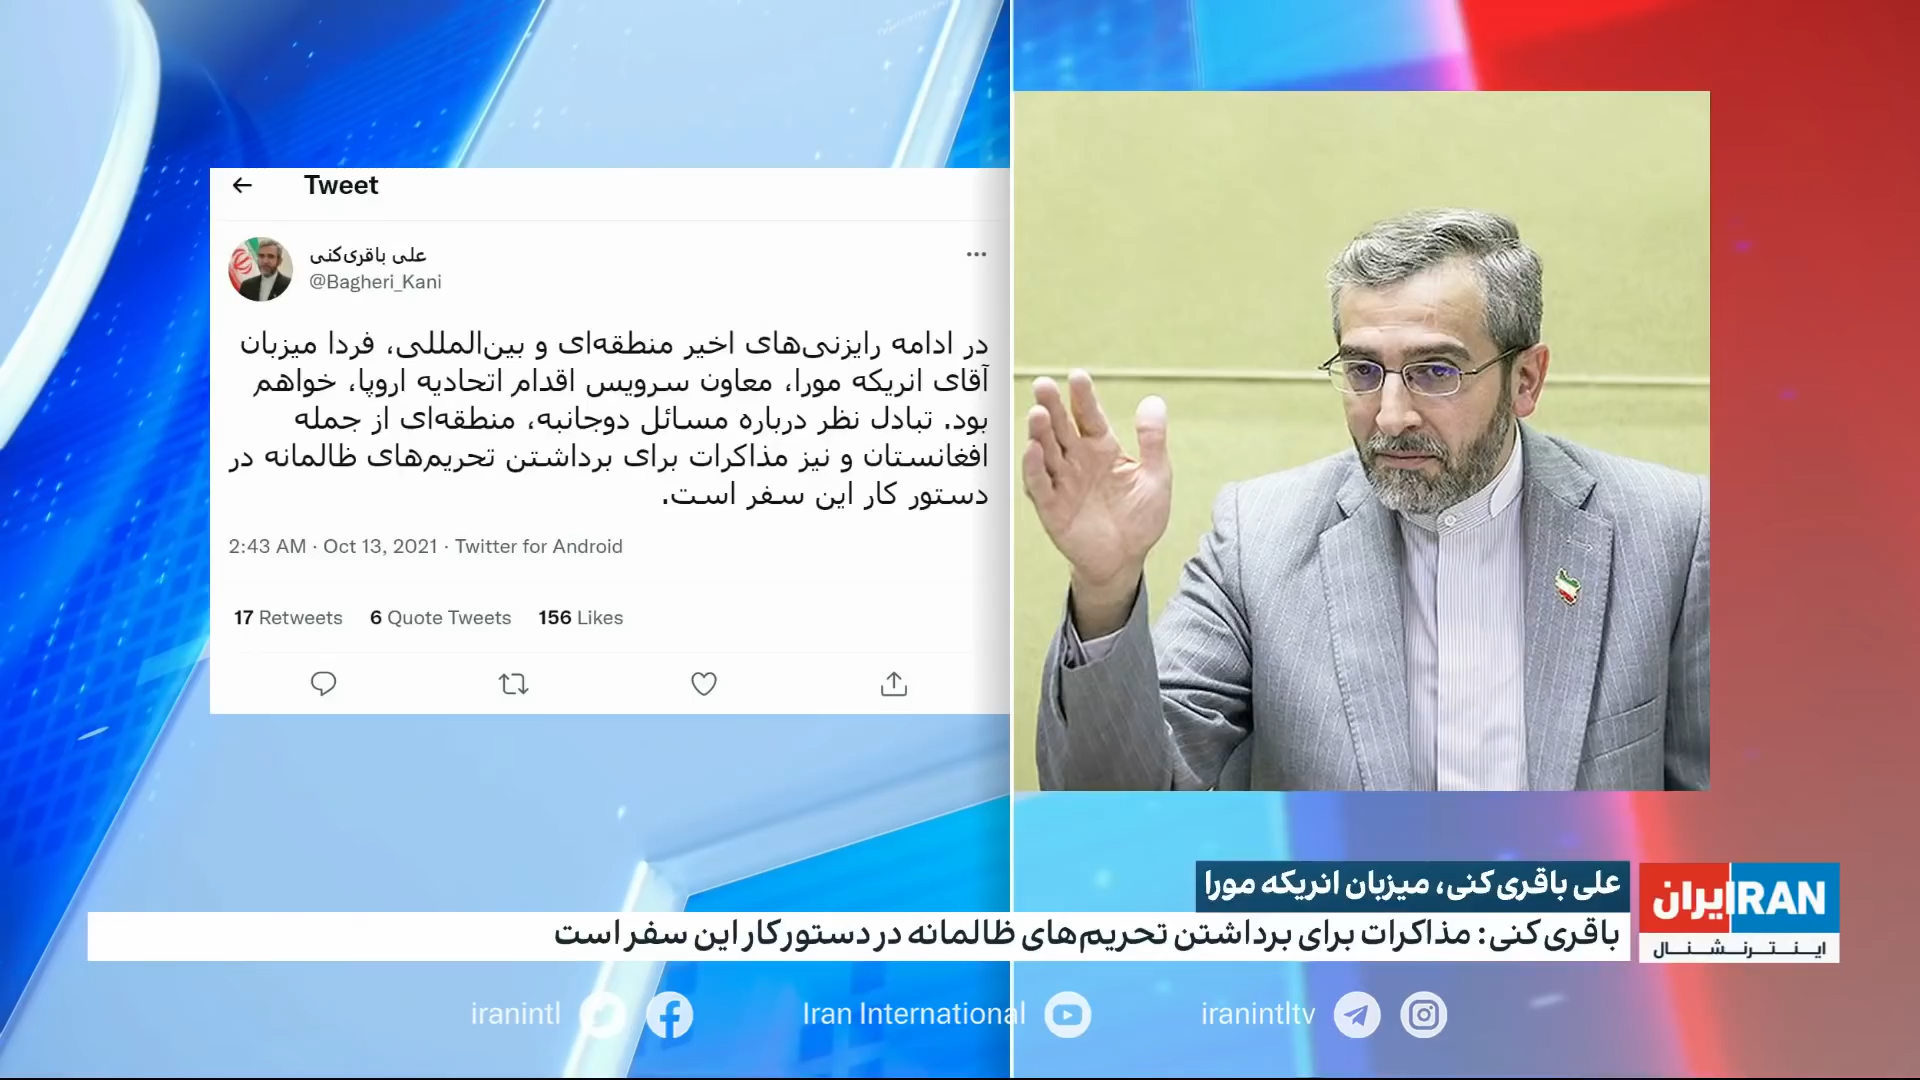 Tweet
علی باقری‌کنی
@Bagheri_Kani
در ادامه رایزنی‌های اخیر منطقه‌ای و بین‌المللی، فردا میزبان
آقای انریکه مورا، معاون سرویس اقدام اتحادیه اروپا، خواهم
بود. تبادل نظر درباره مسائل دوجانبه، منطقه‌ای از جمله
افغانستان و نیز مذاکرات برای برداشتن تحریم‌های ظالمانه در
دستور کار این سفر است.
2:43 AM · Oct 13, 2021 · Twitter for Android
17 Retweets 6 Quote Tweets 156 Likes
علی باقری کنی، میزبان انریکه مورا
باقری کنی: مذاکرات برای برداشتن تحریم‌های ظالمانه در دستور کار این سفر است
ایران IRAN
اینترنشنال
iranintl
Iran International
iranintltv